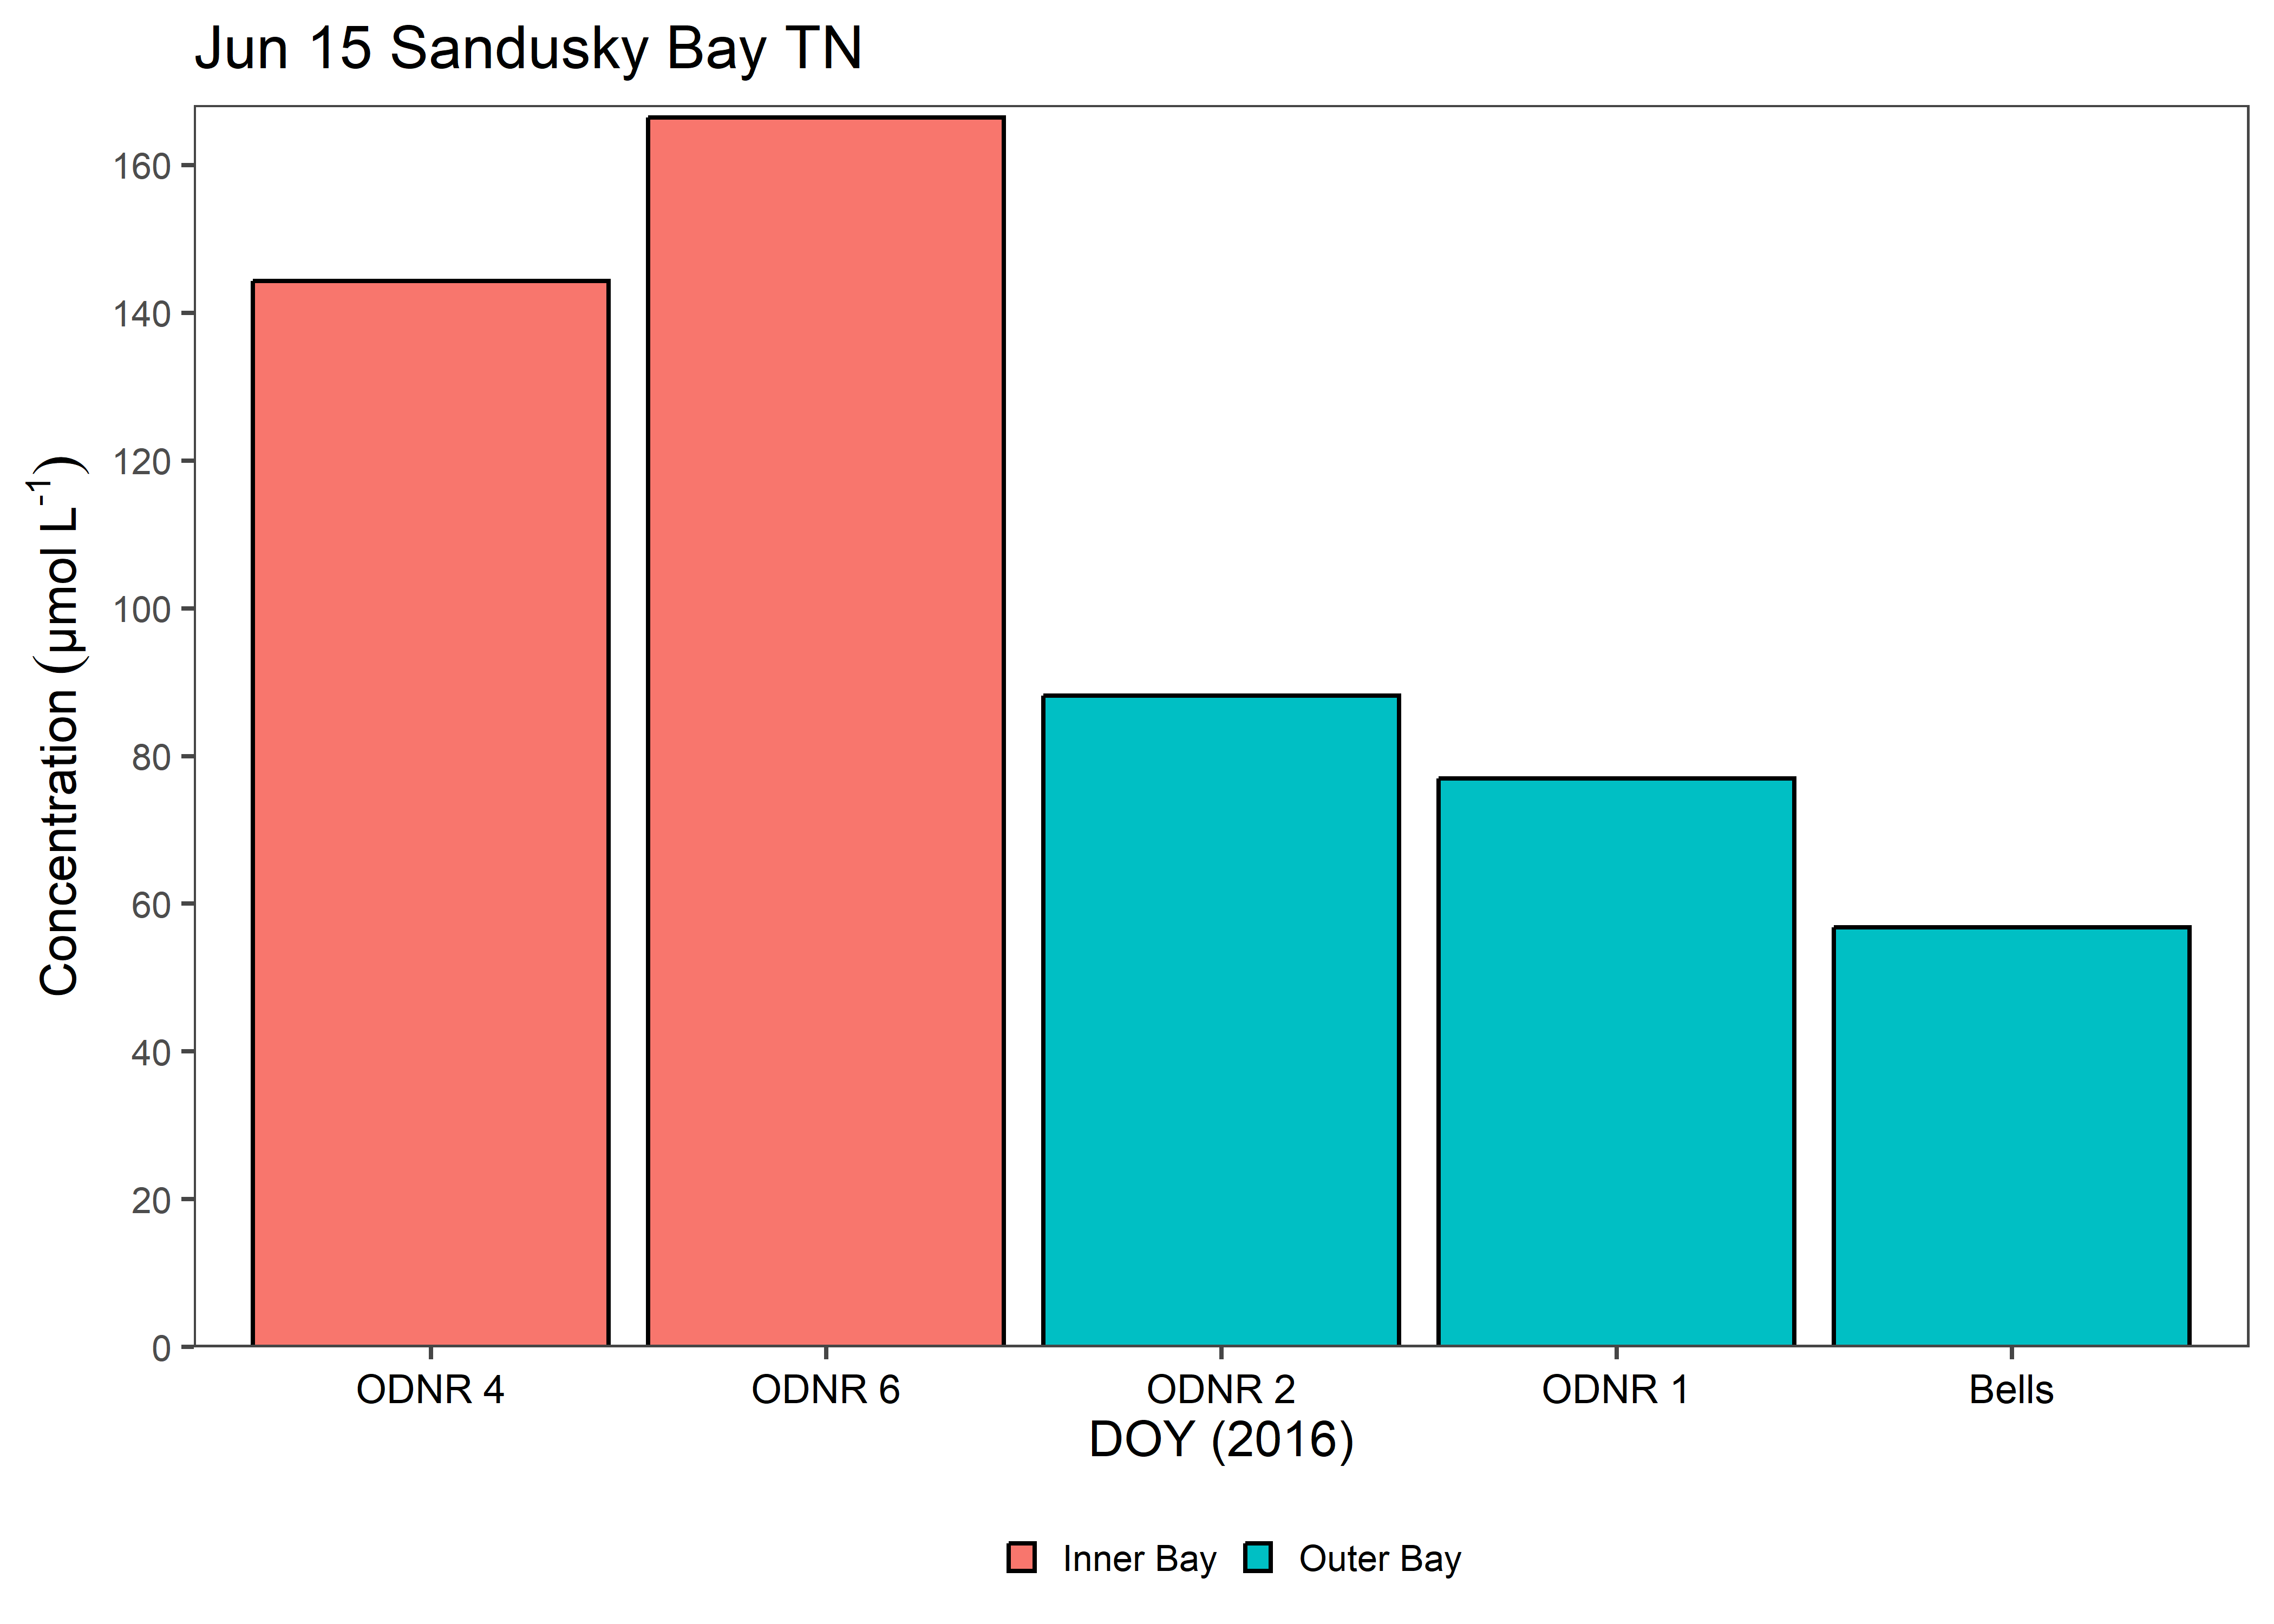 Jun 15 Sandusky Bay TN
Concentration (µmol L⁻¹)
160
140
120
100
80
60
40
20
0
ODNR 4 ODNR 6 ODNR 2 ODNR 1 Bells
DOY (2016)
Inner Bay Outer Bay